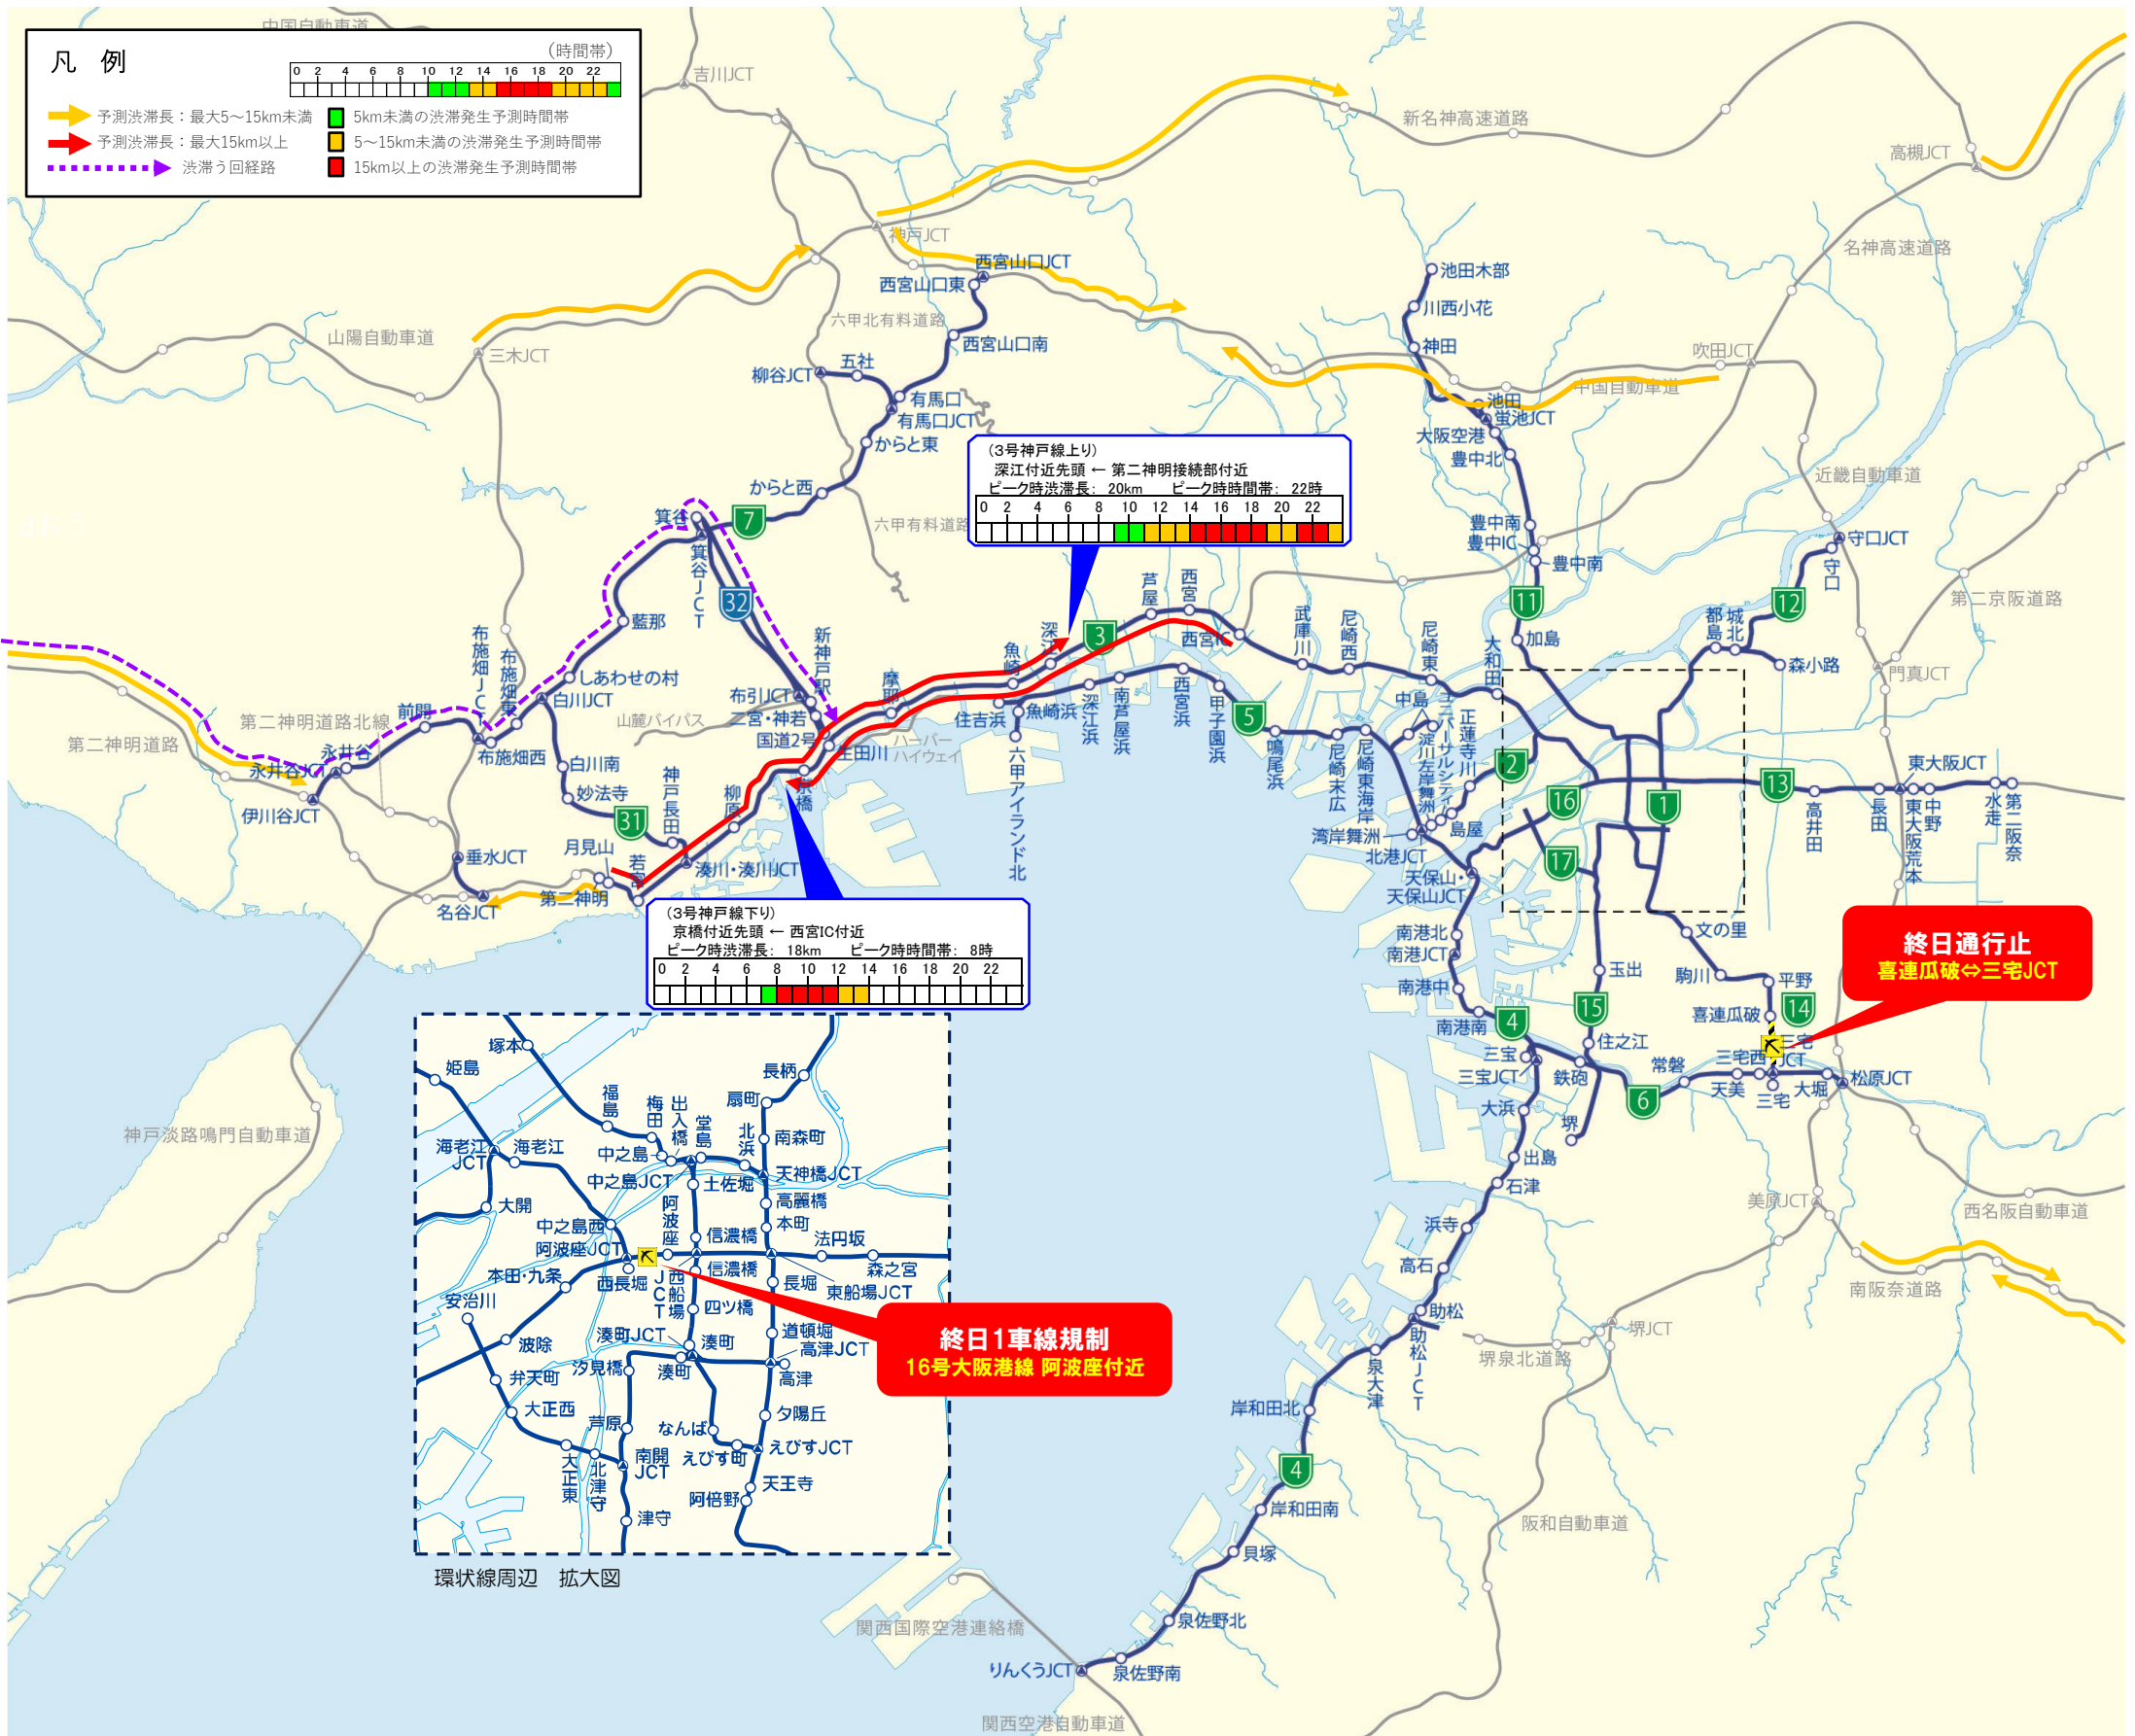 中国自動車道
凡 例
(時間帯)
0 2 4 6 8 10 12 14 16 18 20 22
予測渋滞長：最大5～15km未満
5km未満の渋滞発生予測時間帯
予測渋滞長：最大15km以上
5～15km未満の渋滞発生予測時間帯
渋滞う回経路
15km以上の渋滞発生予測時間帯
吉川JCT
新名神高速道路
高槻JCT
神戸JCT
名神高速道路
西宮山口JCT
西宮山口東
池田木部
川西小花
六甲北有料道路
山陽自動車道
三木JCT
西宮山口南
神田
吹田JCT
柳谷JCT
五社
中国自動車道
有馬口
有馬口JCT
池田
蛍池JCT
からと東
大阪空港
豊中北
(3号神戸線上り)
深江付近先頭 ← 第二神明接続部付近
ピーク時渋滞長： 20km ピーク時時間帯： 22時
0 2 4 6 8 10 12 14 16 18 20 22
近畿自動車道
からと西
箕谷
7
六甲有料道路
豊中南
豊中IC
豊中南
守口JCT
守口
箕谷JCT
32
藍那
11
12
第二京阪道路
芦屋
西宮
西宮IC
武庫川
尼崎西
尼崎東
大和田
加島
都島
城北
森小路
門真JCT
3
深江
魚崎
摩耶
新神戸駅
布施畑JCT
布施畑東
しあわせの村
白川JCT
布引JCT
二宮・神若
国道2号
生田川
山麓バイパス
ハーバー
ハイウェイ
住吉浜
魚崎浜
深江浜
南芦屋浜
西宮浜
甲子園浜
5
鳴尾浜
尼崎末広
尼崎東海岸
中島
ユニバーサルシティ
淀川左岸舞洲
正蓮寺川
2
第二神明道路北線
前開
第二神明道路
永井谷
永井谷JCT
布施畑西
伊川谷JCT
白川南
妙法寺
神戸長田
柳原
京橋
31
月見山
若宮
湊川・湊川JCT
六甲アイランド北
湾岸舞洲
島屋
北港JCT
天保山・
天保山JCT
16
1
13
17
高井田
長田
東大阪JCT
東大阪荒本
中野
水走
第二阪奈
垂水JCT
名谷JCT
第二神明
(3号神戸線下り)
京橋付近先頭 ← 西宮IC付近
ピーク時渋滞長： 18km ピーク時時間帯： 8時
0 2 4 6 8 10 12 14 16 18 20 22
南港北
南港JCT
南港中
南港南
4
三宝
三宝JCT
玉出
15
住之江
鉄砲
文の里
駒川
平野
喜連瓜破
14
終日通行止
喜連瓜破⇔三宅JCT
三宅
JCT
三宅西
常磐
天美
三宅
大堀
松原JCT
6
大浜
堺
出島
石津
浜寺
高石
助松
助松JCT
泉大津
美原JCT
西名阪自動車道
南阪奈道路
堺JCT
堺泉北道路
神戸淡路鳴門自動車道
塚本
姫島
長柄
福島
梅田
出入橋
堂島
北浜
扇町
南森町
海老江
JCT
海老江
中之島
中之島JCT
土佐堀
天神橋JCT
大開
高麗橋
中之島西
阿波座
本町
信濃橋
法円坂
阿波座JCT
本田・九条
西長堀
西船場JCT
信濃橋
長堀
東船場JCT
森之宮
安治川
四ツ橋
波除
湊町JCT
湊町
道頓堀
高津JCT
汐見橋
湊町
高津
弁天町
大正西
芦原
なんば
夕陽丘
えびす町
えびすJCT
大正東
北津守
南開
JCT
天王寺
阿倍野
津守
環状線周辺 拡大図
終日1車線規制
16号大阪港線 阿波座付近
岸和田北
4
岸和田南
貝塚
阪和自動車道
泉佐野北
関西国際空港連絡橋
りんくうJCT
泉佐野南
関西空港自動車道